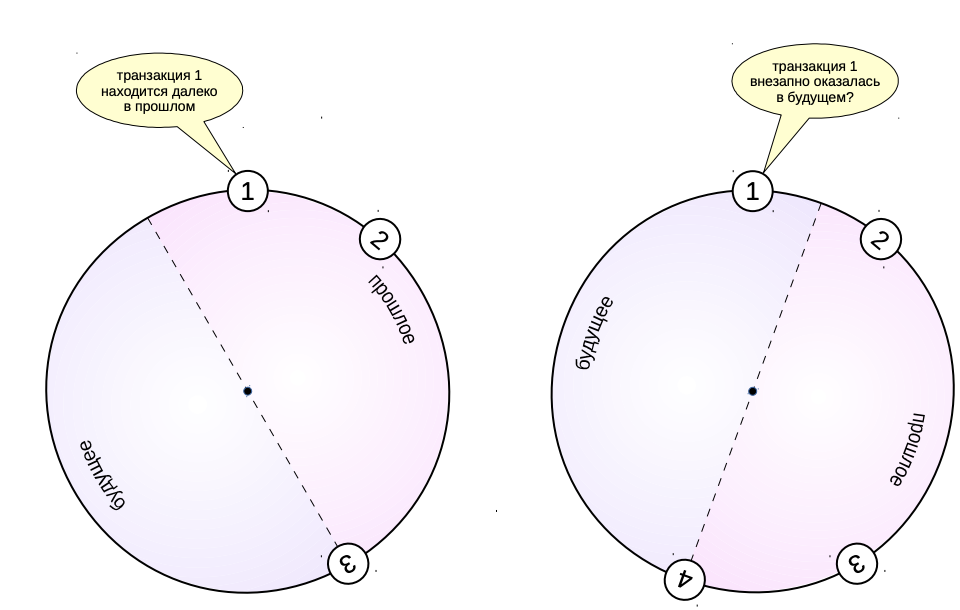 транзакция 1
находится далеко
в прошлом
1
2
прошлое
будущее
3
транзакция 1
внезапно оказалась
в будущем?
1
2
будущее
прошлое
3
4